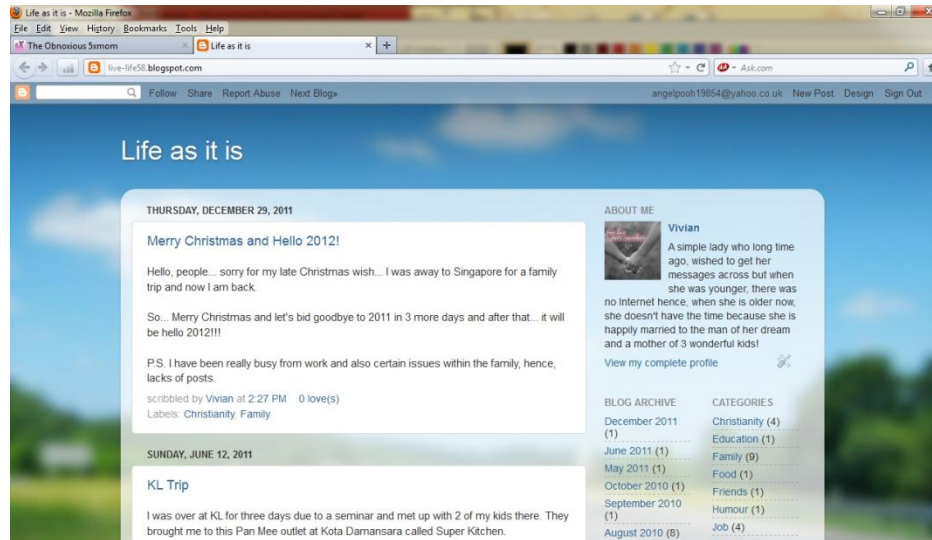 Life as it is - Mozilla Firefox
File Edit View History Bookmarks Tools Help
The Obnoxious 5xmom
Life as it is
live-life58.blogspot.com
Ask.com
Follow Share Report Abuse Next Blog»
angelpooh19854@yahoo.co.uk New Post Design Sign Out
Life as it is
THURSDAY, DECEMBER 29, 2011
Merry Christmas and Hello 2012!
Hello, people... sorry for my late Christmas wish... I was away to Singapore for a family
trip and now I am back.
So... Merry Christmas and let's bid goodbye to 2011 in 3 more days and after that... it will
be hello 2012!!!
P.S. I have been really busy from work and also certain issues within the family, hence,
lacks of posts.
scribbled by Vivian at 2:27 PM 0 love(s)
Labels: Christianity, Family
SUNDAY, JUNE 12, 2011
KL Trip
I was over at KL for three days due to a seminar and met up with 2 of my kids there. They
brought me to this Pan Mee outlet at Kota Damansara called Super Kitchen.
ABOUT ME
Vivian
A simple lady who long time
ago, wished to get her
messages across but when
she was younger, there was
no Internet hence, when she is older now,
she doesn't have the time because she is
happily married to the man of her dream
and a mother of 3 wonderful kids!
View my complete profile
BLOG ARCHIVE
December 2011
(1)
June 2011 (1)
May 2011 (1)
October 2010 (1)
September 2010
(1)
August 2010 (8)
CATEGORIES
Christianity (4)
Education (1)
Family (9)
Food (1)
Friends (1)
Humour (1)
Job (4)